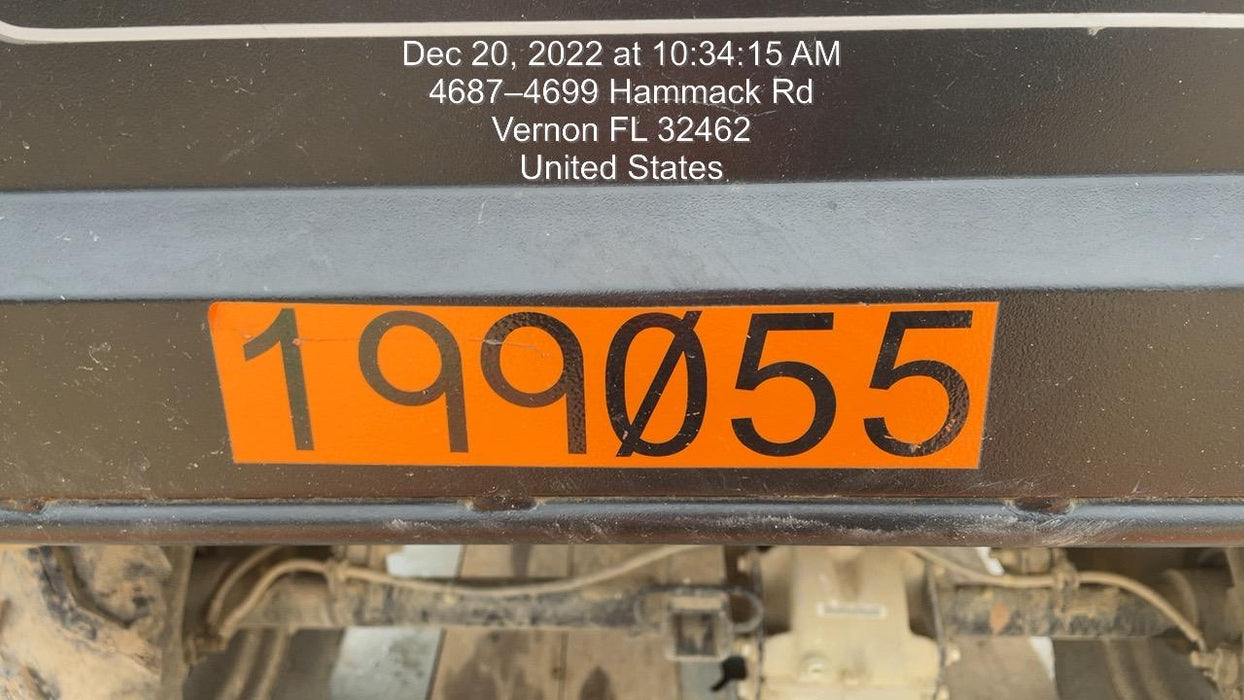 Dec 20, 2022 at 10:34:15 AM
4687–4699 Hammack Rd
Vernon FL 32462
United States
199Ø55